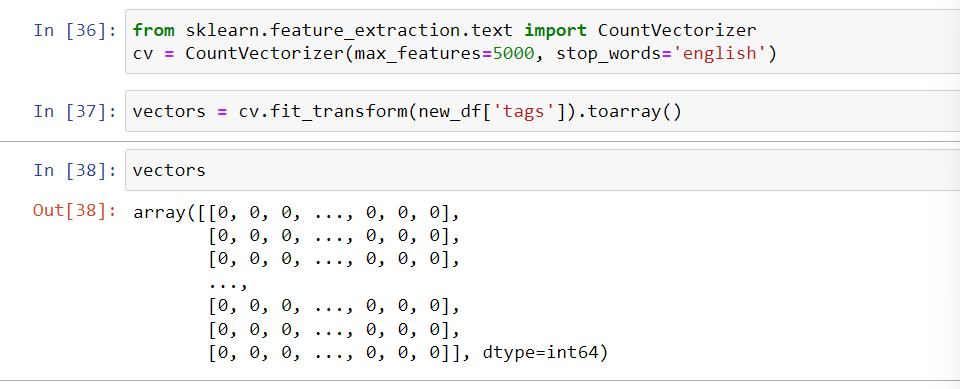 In [36]: from sklearn.feature_extraction.text import CountVectorizer
cv = CountVectorizer(max_features=5000, stop_words='english')
In [37]: vectors = cv.fit_transform(new_df['tags']).toarray()
In [38]: vectors
Out[38]: array([[0, 0, 0, ..., 0, 0, 0],
[0, 0, 0, ..., 0, 0, 0],
[0, 0, 0, ..., 0, 0, 0],
...,
[0, 0, 0, ..., 0, 0, 0],
[0, 0, 0, ..., 0, 0, 0],
[0, 0, 0, ..., 0, 0, 0]], dtype=int64)